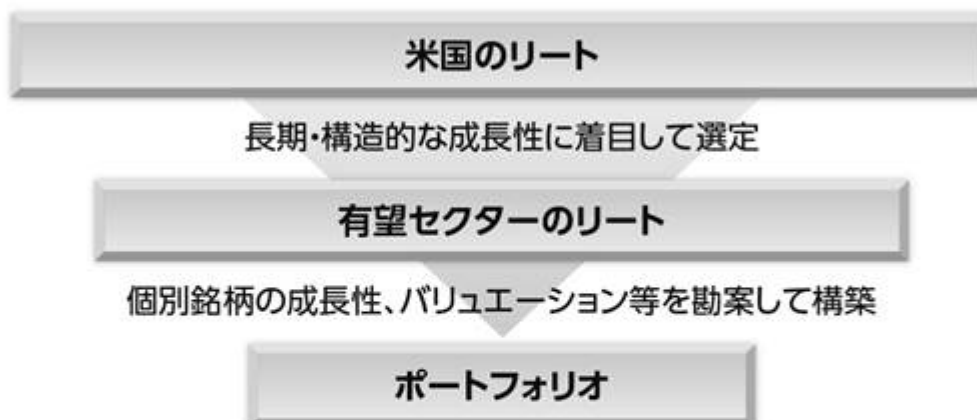 米国のリート
長期・構造的な成長性に着目して選定
有望セクターのリート
個別銘柄の成長性、バリュエーション等を勘案して構築
ポートフォリオ